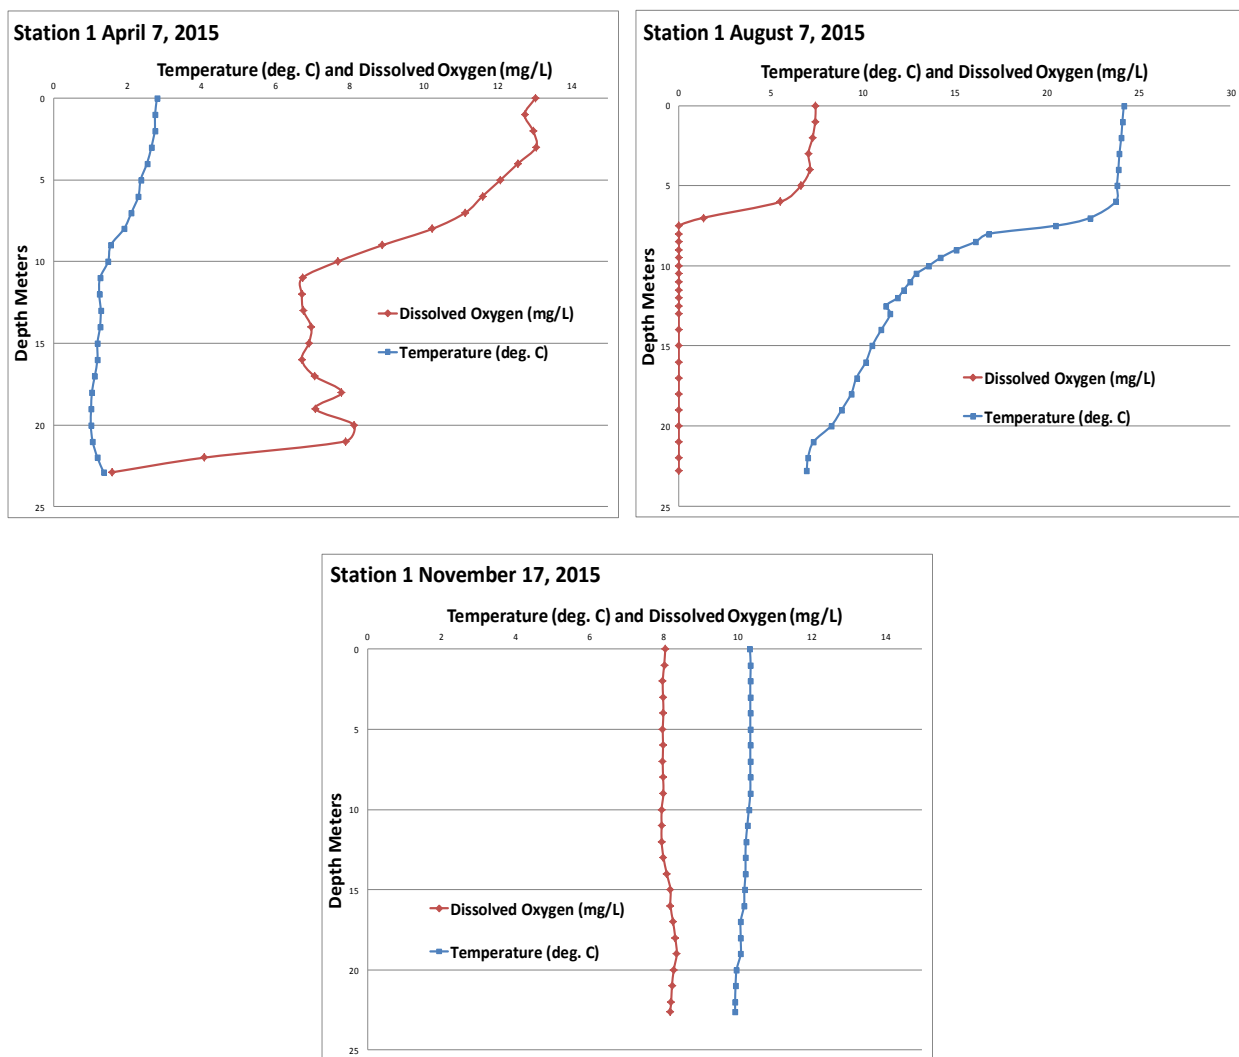 Station 1 April 7, 2015
Temperature (deg. C) and Dissolved Oxygen (mg/L)
0 2 4 6 8 10 12 14
0
5
10
15
20
25
Depth Meters
Dissolved Oxygen (mg/L)
Temperature (deg. C)
Station 1 August 7, 2015
Temperature (deg. C) and Dissolved Oxygen (mg/L)
0 5 10 15 20 25 30
0
5
10
15
20
25
Depth Meters
Dissolved Oxygen (mg/L)
Temperature (deg. C)
Station 1 November 17, 2015
Temperature (deg. C) and Dissolved Oxygen (mg/L)
0 2 4 6 8 10 12 14
0
5
10
15
20
25
Depth Meters
Dissolved Oxygen (mg/L)
Temperature (deg. C)